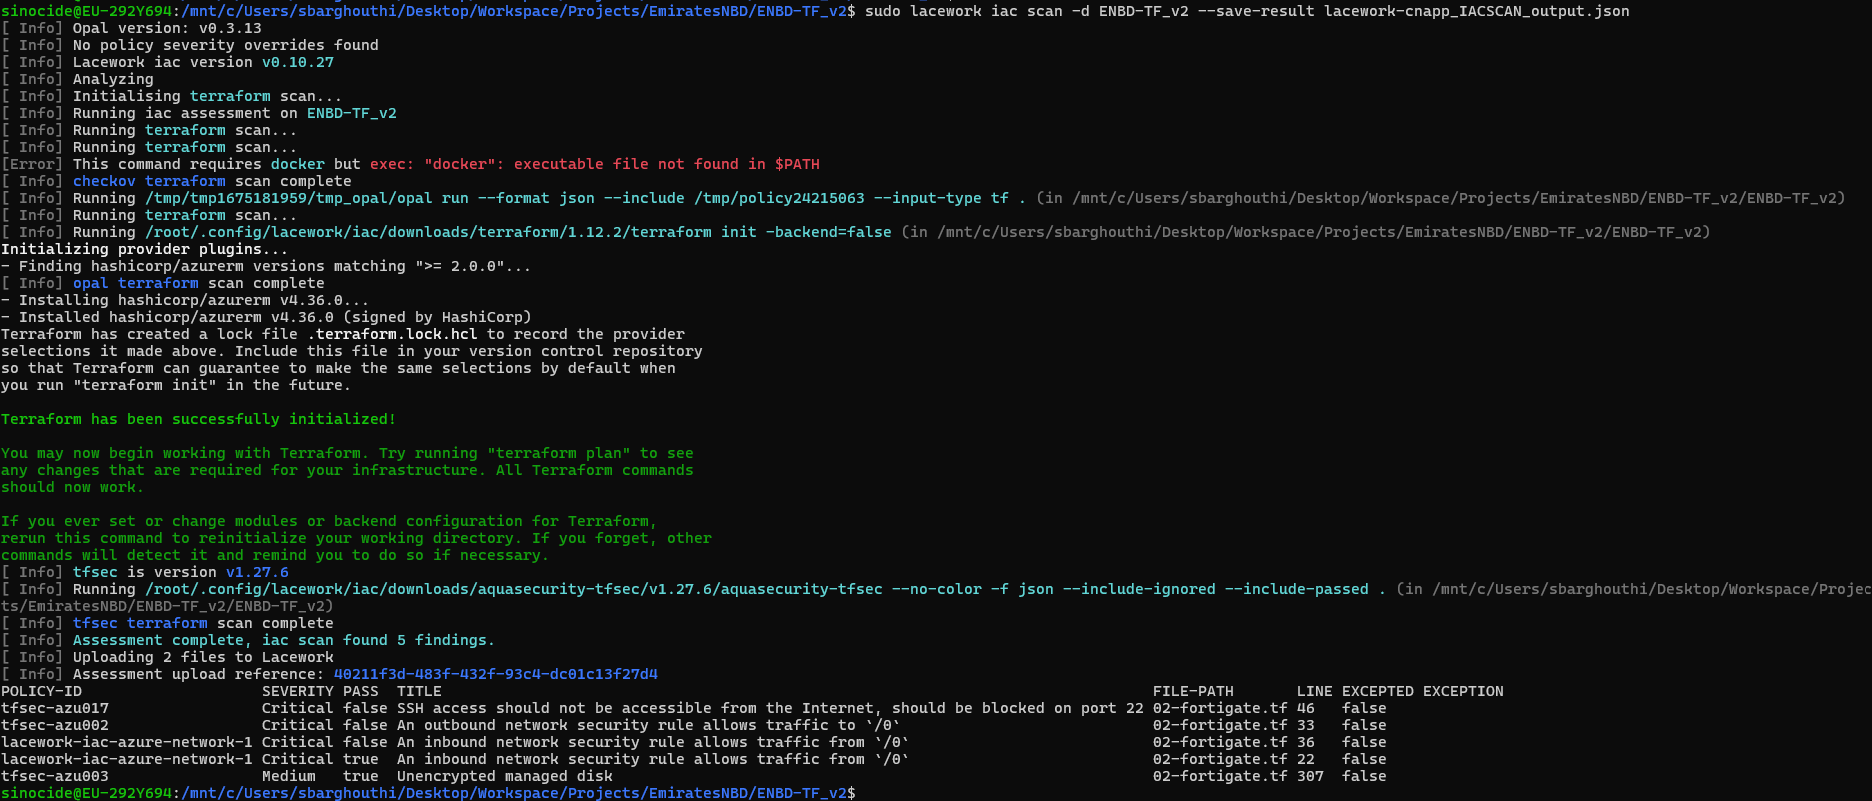 sinocide@EU-292Y694:/mnt/c/Users/sbarghouthi/Desktop/Workspace/Projects/EmiratesNBD/ENBD-TF_v2$ sudo lacework iac scan -d ENBD-TF_v2 --save-result lacework-cnapp_IACSCAN_output.json
[ Info] Opal version: v0.3.13
[ Info] No policy severity overrides found
[ Info] Lacework iac version v0.10.27
[ Info] Analyzing
[ Info] Initialising terraform scan...
[ Info] Running iac assessment on ENBD-TF_v2
[ Info] Running terraform scan...
[ Info] Running terraform scan...
[Error] This command requires docker but exec: "docker": executable file not found in $PATH
[ Info] checkov terraform scan complete
[ Info] Running /tmp/tmp1675181959/tmp_opal/opal run --format json --include /tmp/policy24215063 --input-type tf . (in /mnt/c/Users/sbarghouthi/Desktop/Workspace/Projects/EmiratesNBD/ENBD-TF_v2/ENBD-TF_v2)
[ Info] Running terraform scan...
[ Info] Running /root/.config/lacework/iac/downloads/terraform/1.12.2/terraform init -backend=false (in /mnt/c/Users/sbarghouthi/Desktop/Workspace/Projects/EmiratesNBD/ENBD-TF_v2/ENBD-TF_v2)
Initializing provider plugins...
- Finding hashicorp/azurerm versions matching ">= 2.0.0"...
[ Info] opal terraform scan complete
- Installing hashicorp/azurerm v4.36.0...
- Installed hashicorp/azurerm v4.36.0 (signed by HashiCorp)
Terraform has created a lock file .terraform.lock.hcl to record the provider
selections it made above. Include this file in your version control repository
so that Terraform can guarantee to make the same selections by default when
you run "terraform init" in the future.
Terraform has been successfully initialized!
You may now begin working with Terraform. Try running "terraform plan" to see
any changes that are required for your infrastructure. All Terraform commands
should now work.
If you ever set or change modules or backend configuration for Terraform,
rerun this command to reinitialize your working directory. If you forget, other
commands will detect it and remind you to do so if necessary.
[ Info] tfsec is version v1.27.6
[ Info] Running /root/.config/lacework/iac/downloads/aquasecurity-tfsec/v1.27.6/aquasecurity-tfsec --no-color -f json --include-ignored --include-passed . (in /mnt/c/Users/sbarghouthi/Desktop/Workspace/Projec
ts/EmiratesNBD/ENBD-TF_v2/ENBD-TF_v2)
[ Info] tfsec terraform scan complete
[ Info] Assessment complete, iac scan found 5 findings.
[ Info] Uploading 2 files to Lacework
[ Info] Assessment upload reference: 40211f3d-483f-432f-93c4-dc01c13f27d4
POLICY-ID SEVERITY PASS TITLE FILE-PATH LINE EXCEPTED EXCEPTION
tfsec-azu017 Critical false SSH access should not be accessible from the Internet, should be blocked on port 22 02-fortigate.tf 46 false
tfsec-azu002 Critical false An outbound network security rule allows traffic to `/0` 02-fortigate.tf 33 false
lacework-iac-azure-network-1 Critical false An inbound network security rule allows traffic from `/0` 02-fortigate.tf 36 false
lacework-iac-azure-network-1 Critical true An inbound network security rule allows traffic from `/0` 02-fortigate.tf 22 false
tfsec-azu003 Medium true Unencrypted managed disk 02-fortigate.tf 307 false
sinocide@EU-292Y694:/mnt/c/Users/sbarghouthi/Desktop/Workspace/Projects/EmiratesNBD/ENBD-TF_v2$